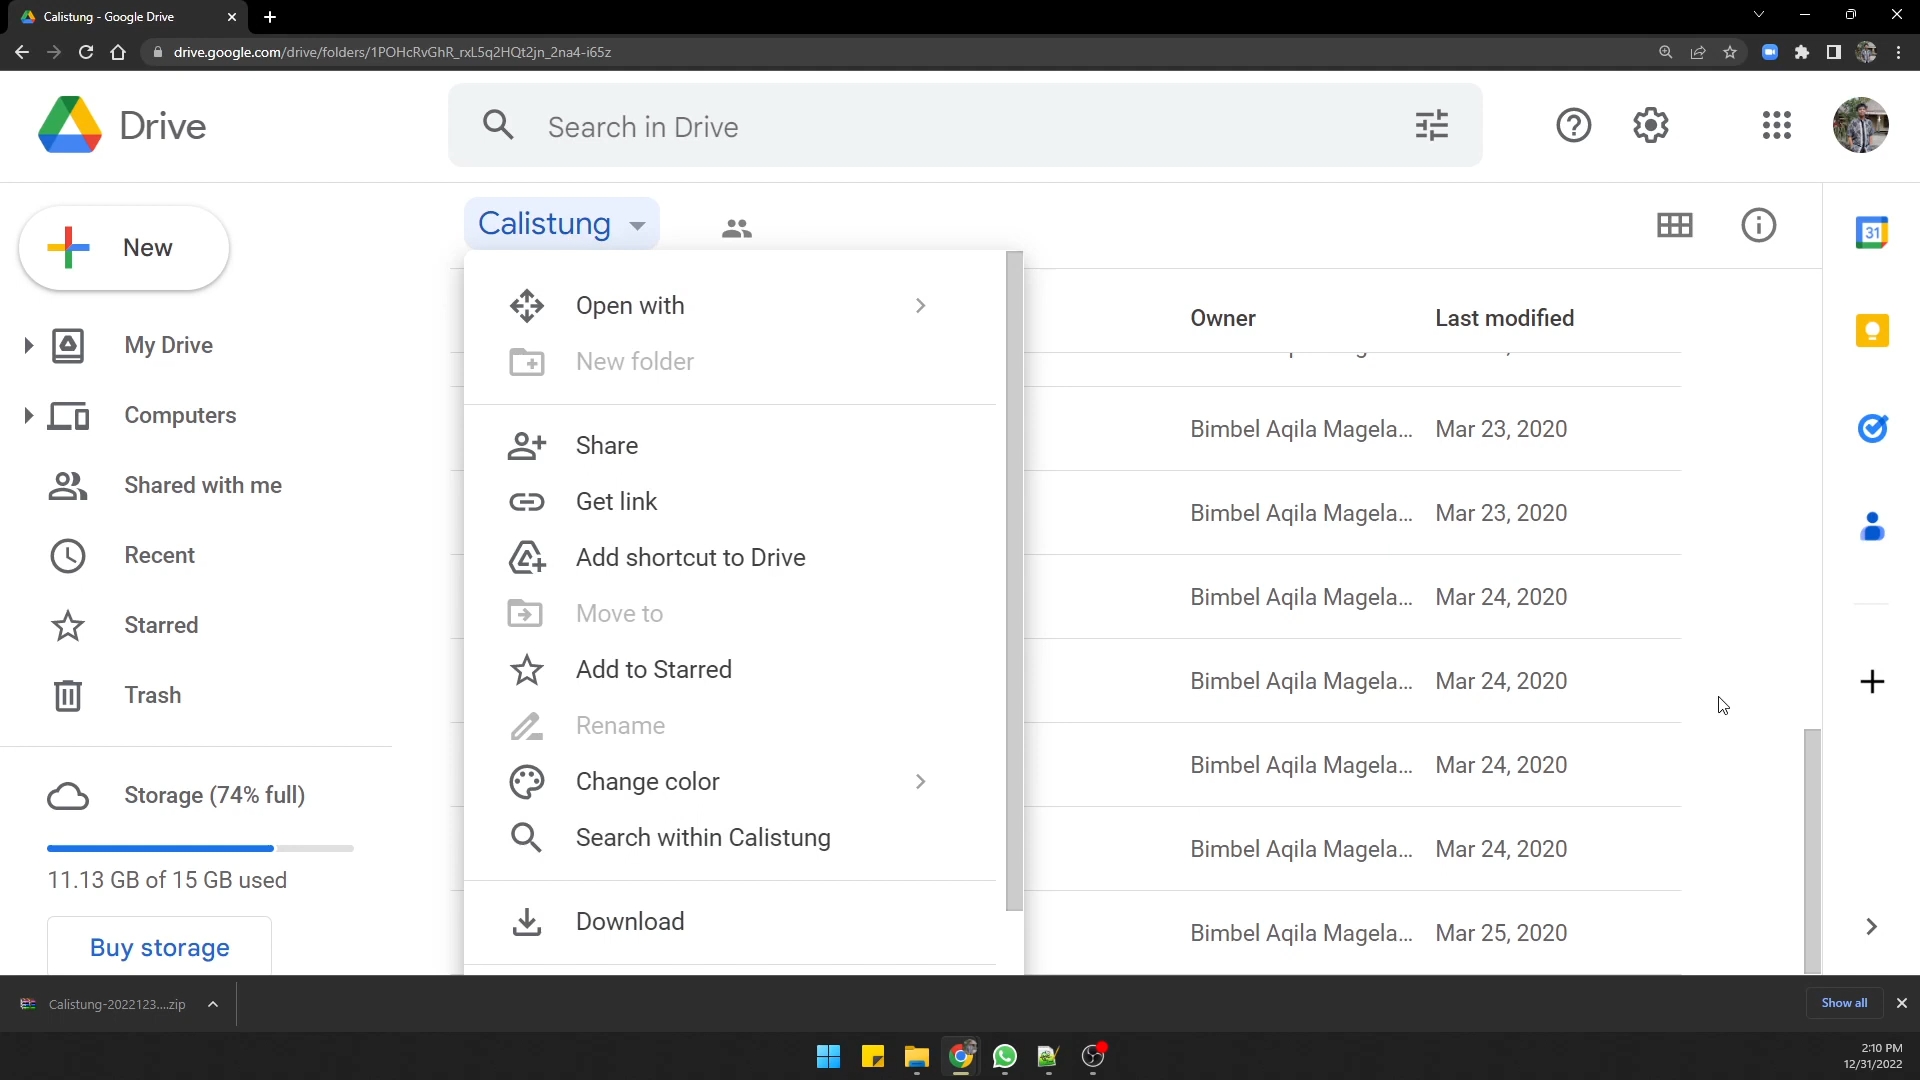 Calistung - Google Drive
drive.google.com/drive/folders/1POHcRvGhR_rxL5q2HQt2jn_2na4-i65z
Drive
Search in Drive
New
My Drive
Computers
Shared with me
Recent
Starred
Trash
Storage (74% full)
11.13 GB of 15 GB used
Buy storage
Calistung
Open with
New folder
Share
Get link
Add shortcut to Drive
Move to
Add to Starred
Rename
Change color
Search within Calistung
Download
Owner Last modified
Bimbel Aqila Magela... Mar 23, 2020
Bimbel Aqila Magela... Mar 23, 2020
Bimbel Aqila Magela... Mar 24, 2020
Bimbel Aqila Magela... Mar 24, 2020
Bimbel Aqila Magela... Mar 24, 2020
Bimbel Aqila Magela... Mar 24, 2020
Bimbel Aqila Magela... Mar 25, 2020
31
Calistung-2022123....zip
Show all
2:10 PM
12/31/2022